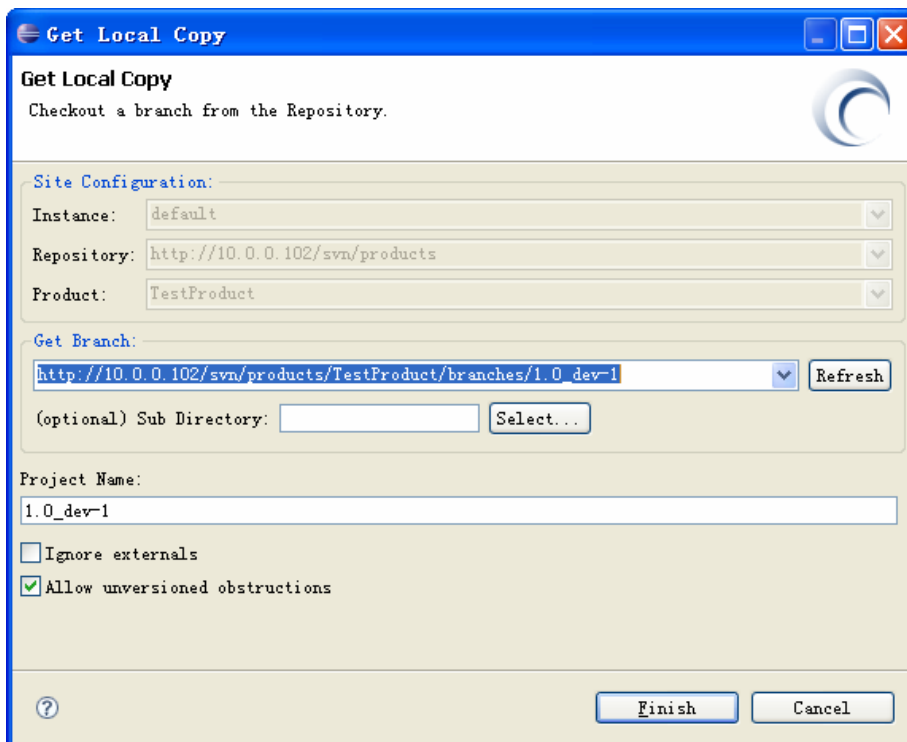 Get Local Copy
Get Local Copy
Checkout a branch from the Repository.
Site Configuration:
Instance: default
Repository: http://10.0.0.102/svn/products
Product: TestProduct
Get Branch:
http://10.0.0.102/svn/products/TestProduct/branches/1.0_dev-1 Refresh
(optional) Sub Directory: Select...
Project Name:
1.0_dev-1
Ignore externals
Allow unversioned obstructions
? Finish Cancel